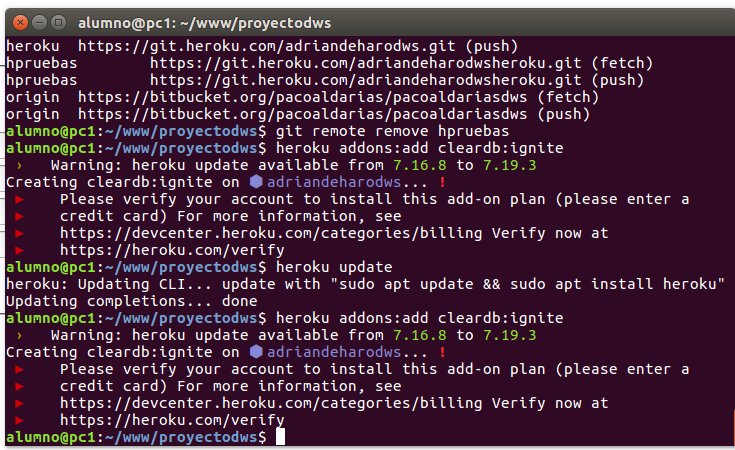 alumno@pc1: ~/www/proyectodws
heroku  https://git.heroku.com/adriandeharodws.git (push)
hpruebas        https://git.heroku.com/adriandeharodwsheroku.git (fetch)
hpruebas        https://git.heroku.com/adriandeharodwsheroku.git (push)
origin  https://bitbucket.org/pacoaldarias/pacoaldariasdws (fetch)
origin  https://bitbucket.org/pacoaldarias/pacoaldariasdws (push)
alumno@pc1:~/www/proyectodws$ git remote remove hpruebas
alumno@pc1:~/www/proyectodws$ heroku addons:add cleardb:ignite
 ›   Warning: heroku update available from 7.16.8 to 7.19.3
Creating cleardb:ignite on ⬢ adriandeharodws... !
 ▸    Please verify your account to install this add-on plan (please enter a
 ▸    credit card) For more information, see
 ▸    https://devcenter.heroku.com/categories/billing Verify now at
 ▸    https://heroku.com/verify
alumno@pc1:~/www/proyectodws$ heroku update
heroku: Updating CLI... update with "sudo apt update && sudo apt install heroku"
Updating completions... done
alumno@pc1:~/www/proyectodws$ heroku addons:add cleardb:ignite
 ›   Warning: heroku update available from 7.16.8 to 7.19.3
Creating cleardb:ignite on ⬢ adriandeharodws... !
 ▸    Please verify your account to install this add-on plan (please enter a
 ▸    credit card) For more information, see
 ▸    https://devcenter.heroku.com/categories/billing Verify now at
 ▸    https://heroku.com/verify
alumno@pc1:~/www/proyectodws$